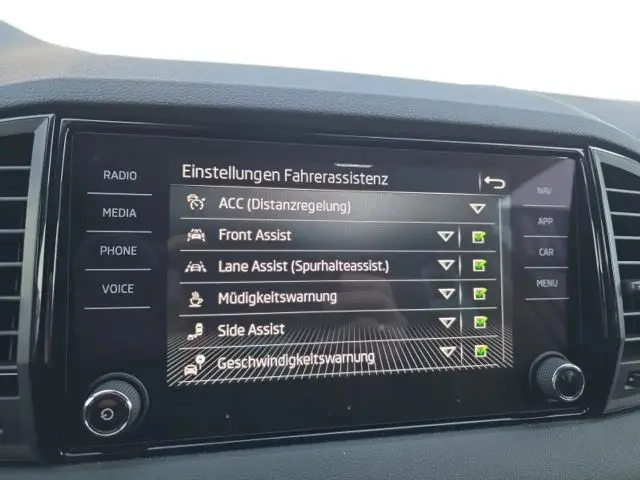 RADIO
MEDIA
PHONE
VOICE
Einstellungen Fahrerassistenz
ACC (Distanzregelung)
Front Assist
Lane Assist (Spurhalteassist.)
Müdigkeitswarnung
Side Assist
Geschwindigkeitswarnung
NAV
APP
CAR
MENU